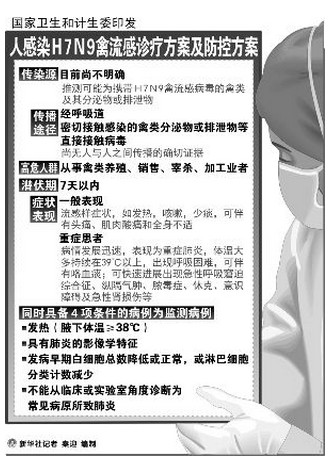 国家卫生和计生委印发
人感染H7N9禽流感诊疗方案及防控方案
传染源 目前尚不明确
推测可能为携带H7N9禽流感病毒的禽类
及其分泌物或排泄物
传播途径 经呼吸道
密切接触感染的禽类分泌物或排泄物等
直接接触病毒
尚无人与人之间传播的确切证据
高危人群 从事禽类养殖、销售、宰杀、加工业者
潜伏期 7天以内
症状表现 一般表现
流感样症状，如发热，咳嗽，少痰，可伴
有头痛、肌肉酸痛和全身不适
重症患者
病情发展迅速，表现为重症肺炎，体温大
多持续在39℃以上，出现呼吸困难，可伴
有咯血痰；可快速进展出现急性呼吸窘迫
综合征、纵隔气肿、脓毒症、休克、意识
障碍及急性肾损伤等
同时具备4项条件的病例为监测病例
■发热（腋下体温≥38℃）
■具有肺炎的影像学特征
■发病早期白细胞总数降低或正常，或淋巴细胞
分类计数减少
■不能从临床或实验室角度诊断为
常见病原所致肺炎
新华社记者 秦迎 编制